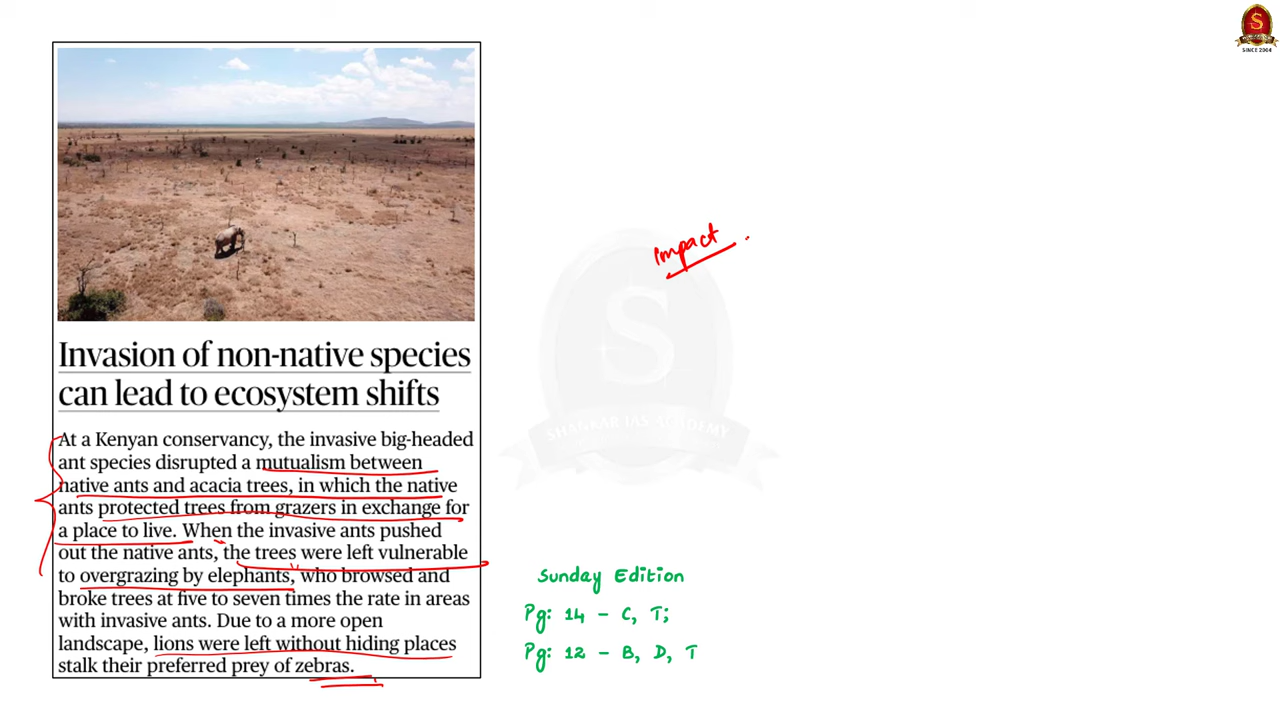 S
SINCE 2004
Impact
Invasion of non-native species
can lead to ecosystem shifts
At a Kenyan conservancy, the invasive big-headed
ant species disrupted a mutualism between
native ants and acacia trees, in which the native
ants protected trees from grazers in exchange for
a place to live. When the invasive ants pushed
out the native ants, the trees were left vulnerable
to overgrazing by elephants, who browsed and
broke trees at five to seven times the rate in areas
with invasive ants. Due to a more open
landscape, lions were left without hiding places
stalk their preferred prey of zebras.
S
SHANKAR IAS ACADEMY
Sunday Edition
Pg: 14 - C, T;
Pg: 12 - B, D, T